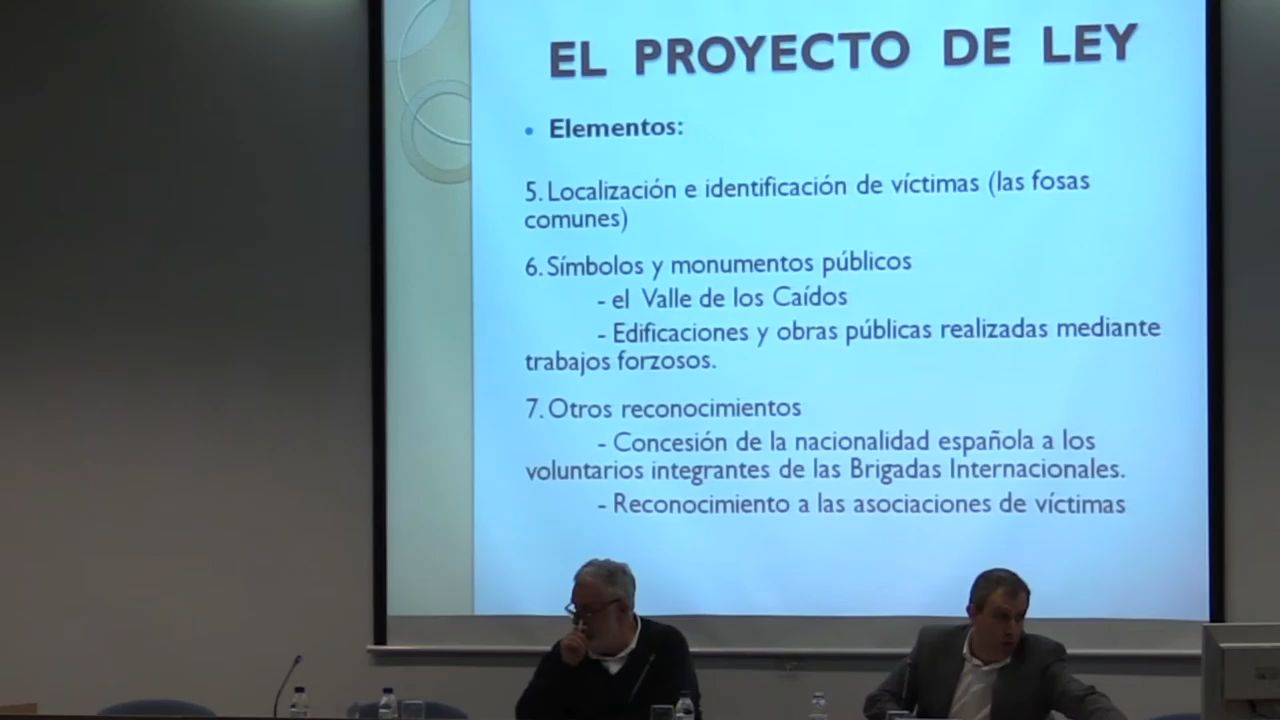 EL PROYECTO DE LEY
• Elementos:
5. Localización e identificación de víctimas (las fosas
comunes)
6. Símbolos y monumentos públicos
- el Valle de los Caídos
- Edificaciones y obras públicas realizadas mediante
trabajos forzosos.
7. Otros reconocimientos
- Concesión de la nacionalidad española a los
voluntarios integrantes de las Brigadas Internacionales.
- Reconocimiento a las asociaciones de víctimas